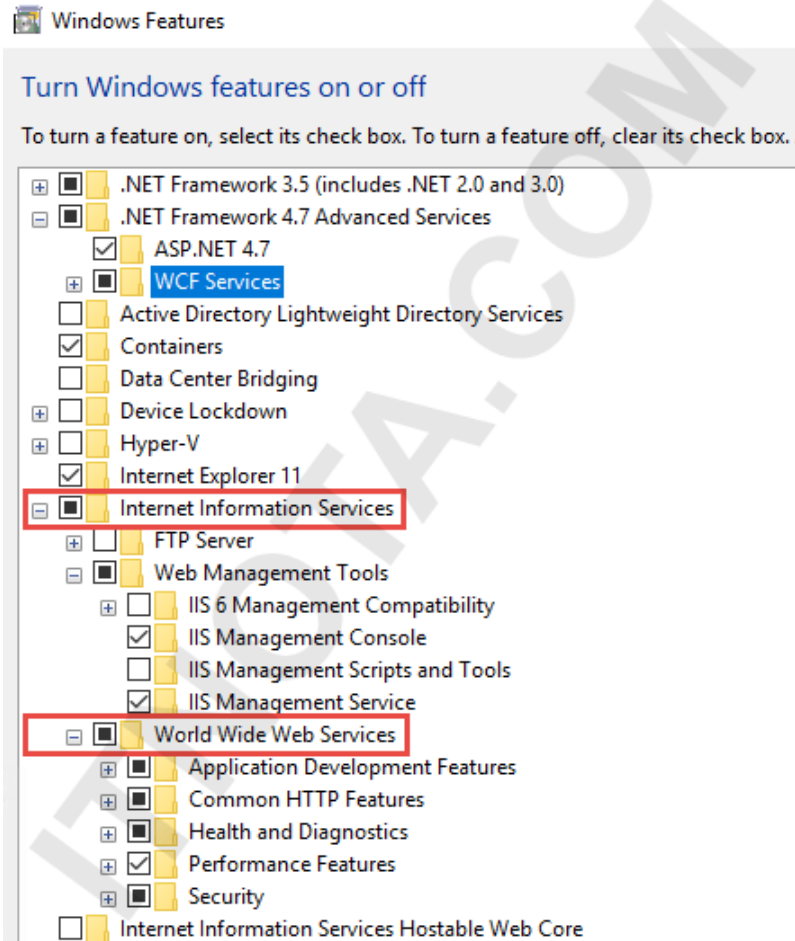 Windows Features
Turn Windows features on or off
To turn a feature on, select its check box. To turn a feature off, clear its check box.
.NET Framework 3.5 (includes .NET 2.0 and 3.0)
.NET Framework 4.7 Advanced Services
ASP.NET 4.7
WCF Services
Active Directory Lightweight Directory Services
Containers
Data Center Bridging
Device Lockdown
Hyper-V
Internet Explorer 11
Internet Information Services
FTP Server
Web Management Tools
IIS 6 Management Compatibility
IIS Management Console
IIS Management Scripts and Tools
IIS Management Service
World Wide Web Services
Application Development Features
Common HTTP Features
Health and Diagnostics
Performance Features
Security
Internet Information Services Hostable Web Core